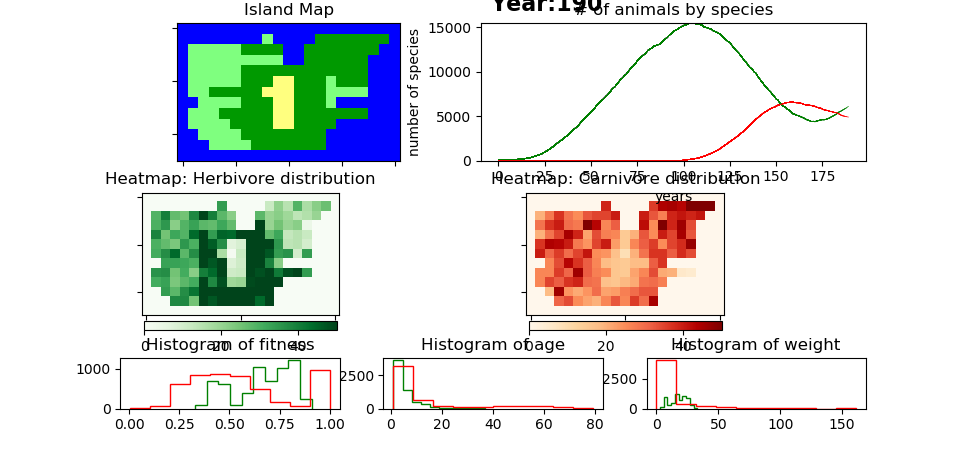 Year:190
Island Map
# of animals by species
number of species
15000
10000
5000
0
0 25 50 75 100 125 150 175
years
Heatmap: Herbivore distribution
Heatmap: Carnivore distribution
0 20 40
0 20 40
Histogram of fitness
Histogram of age
Histogram of weight
1000
0
0.00 0.25 0.50 0.75 1.00
2500
0
0 20 40 60 80
2500
0
0 50 100 150